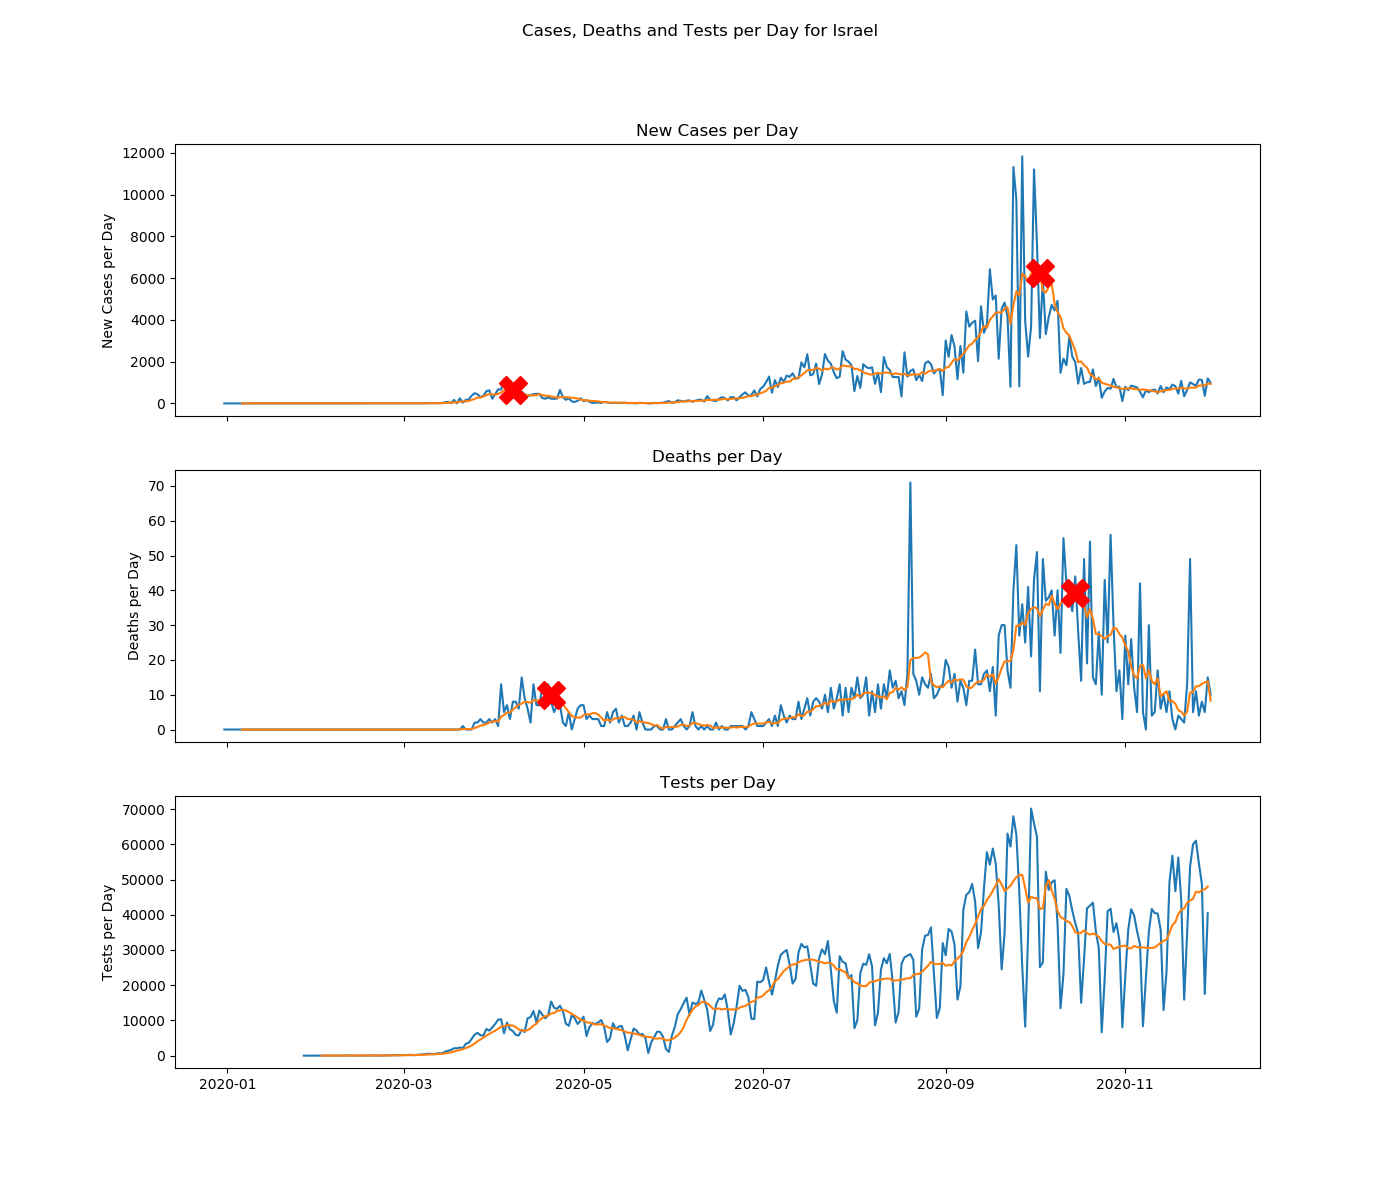 Cases, Deaths and Tests per Day for Israel
New Cases per Day
12000
10000
8000
6000
4000
2000
0
New Cases per Day
Deaths per Day
70
60
50
40
30
20
10
0
Deaths per Day
Tests per Day
70000
60000
50000
40000
30000
20000
10000
0
Tests per Day
2020-01 2020-03 2020-05 2020-07 2020-09 2020-11